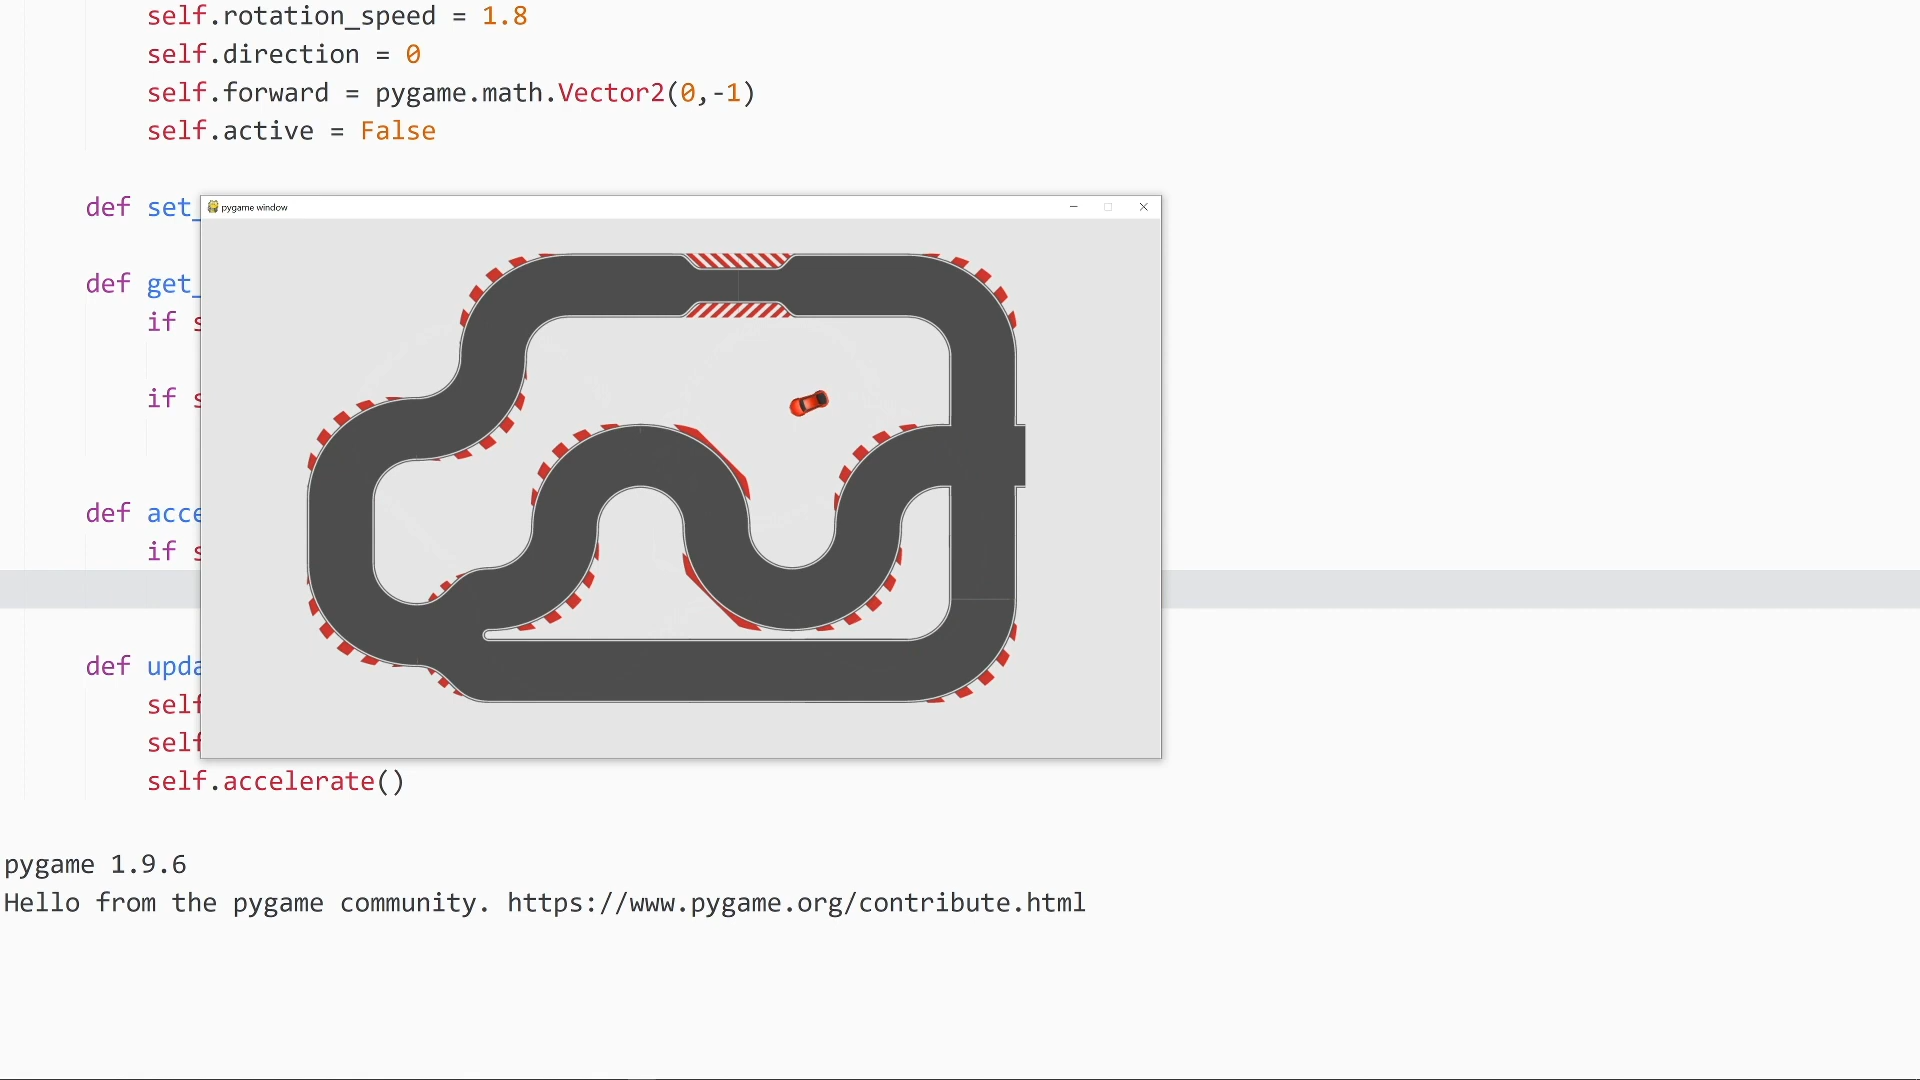 self.rotation_speed = 1.8
self.direction = 0
self.forward = pygame.math.Vector2(0,-1)
self.active = False
def set_
pygame window
def get_
if s
if s
def acce
if s
def upda
self
self
self.accelerate()
pygame 1.9.6
Hello from the pygame community. https://www.pygame.org/contribute.html